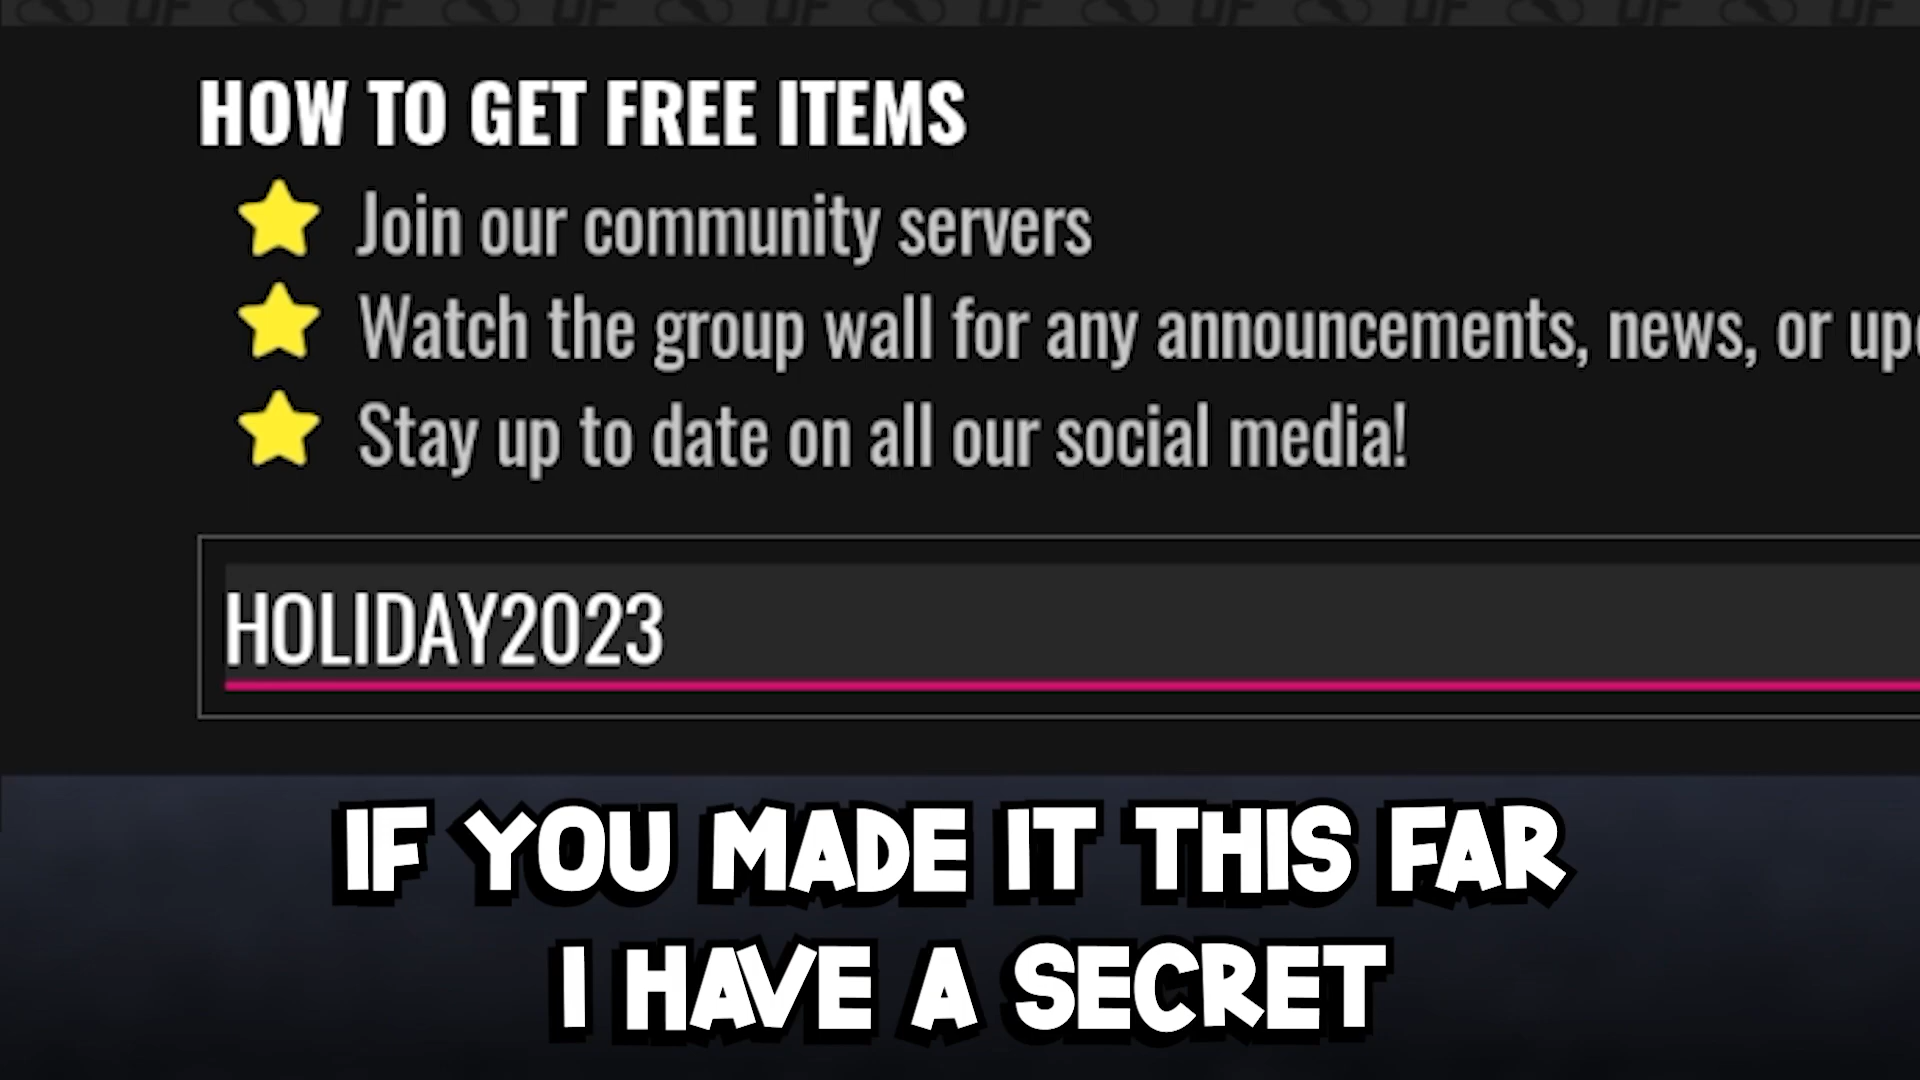 HOW TO GET FREE ITEMS
Join our community servers
Watch the group wall for any announcements, news, or
Stay up to date on all our social media!
HOLIDAY2023
IF YOU MADE IT THIS FAR
I HAVE A SECRET